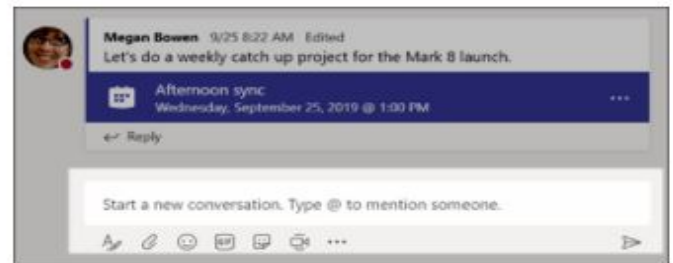 Megan Bowen 9/25 8:22 AM Edited
Let's do a weekly catch up project for the Mark 8 launch.
Afternoon sync
Wednesday, September 25, 2019 @ 1:00 PM
Reply
Start a new conversation. Type @ to mention someone.
GIF